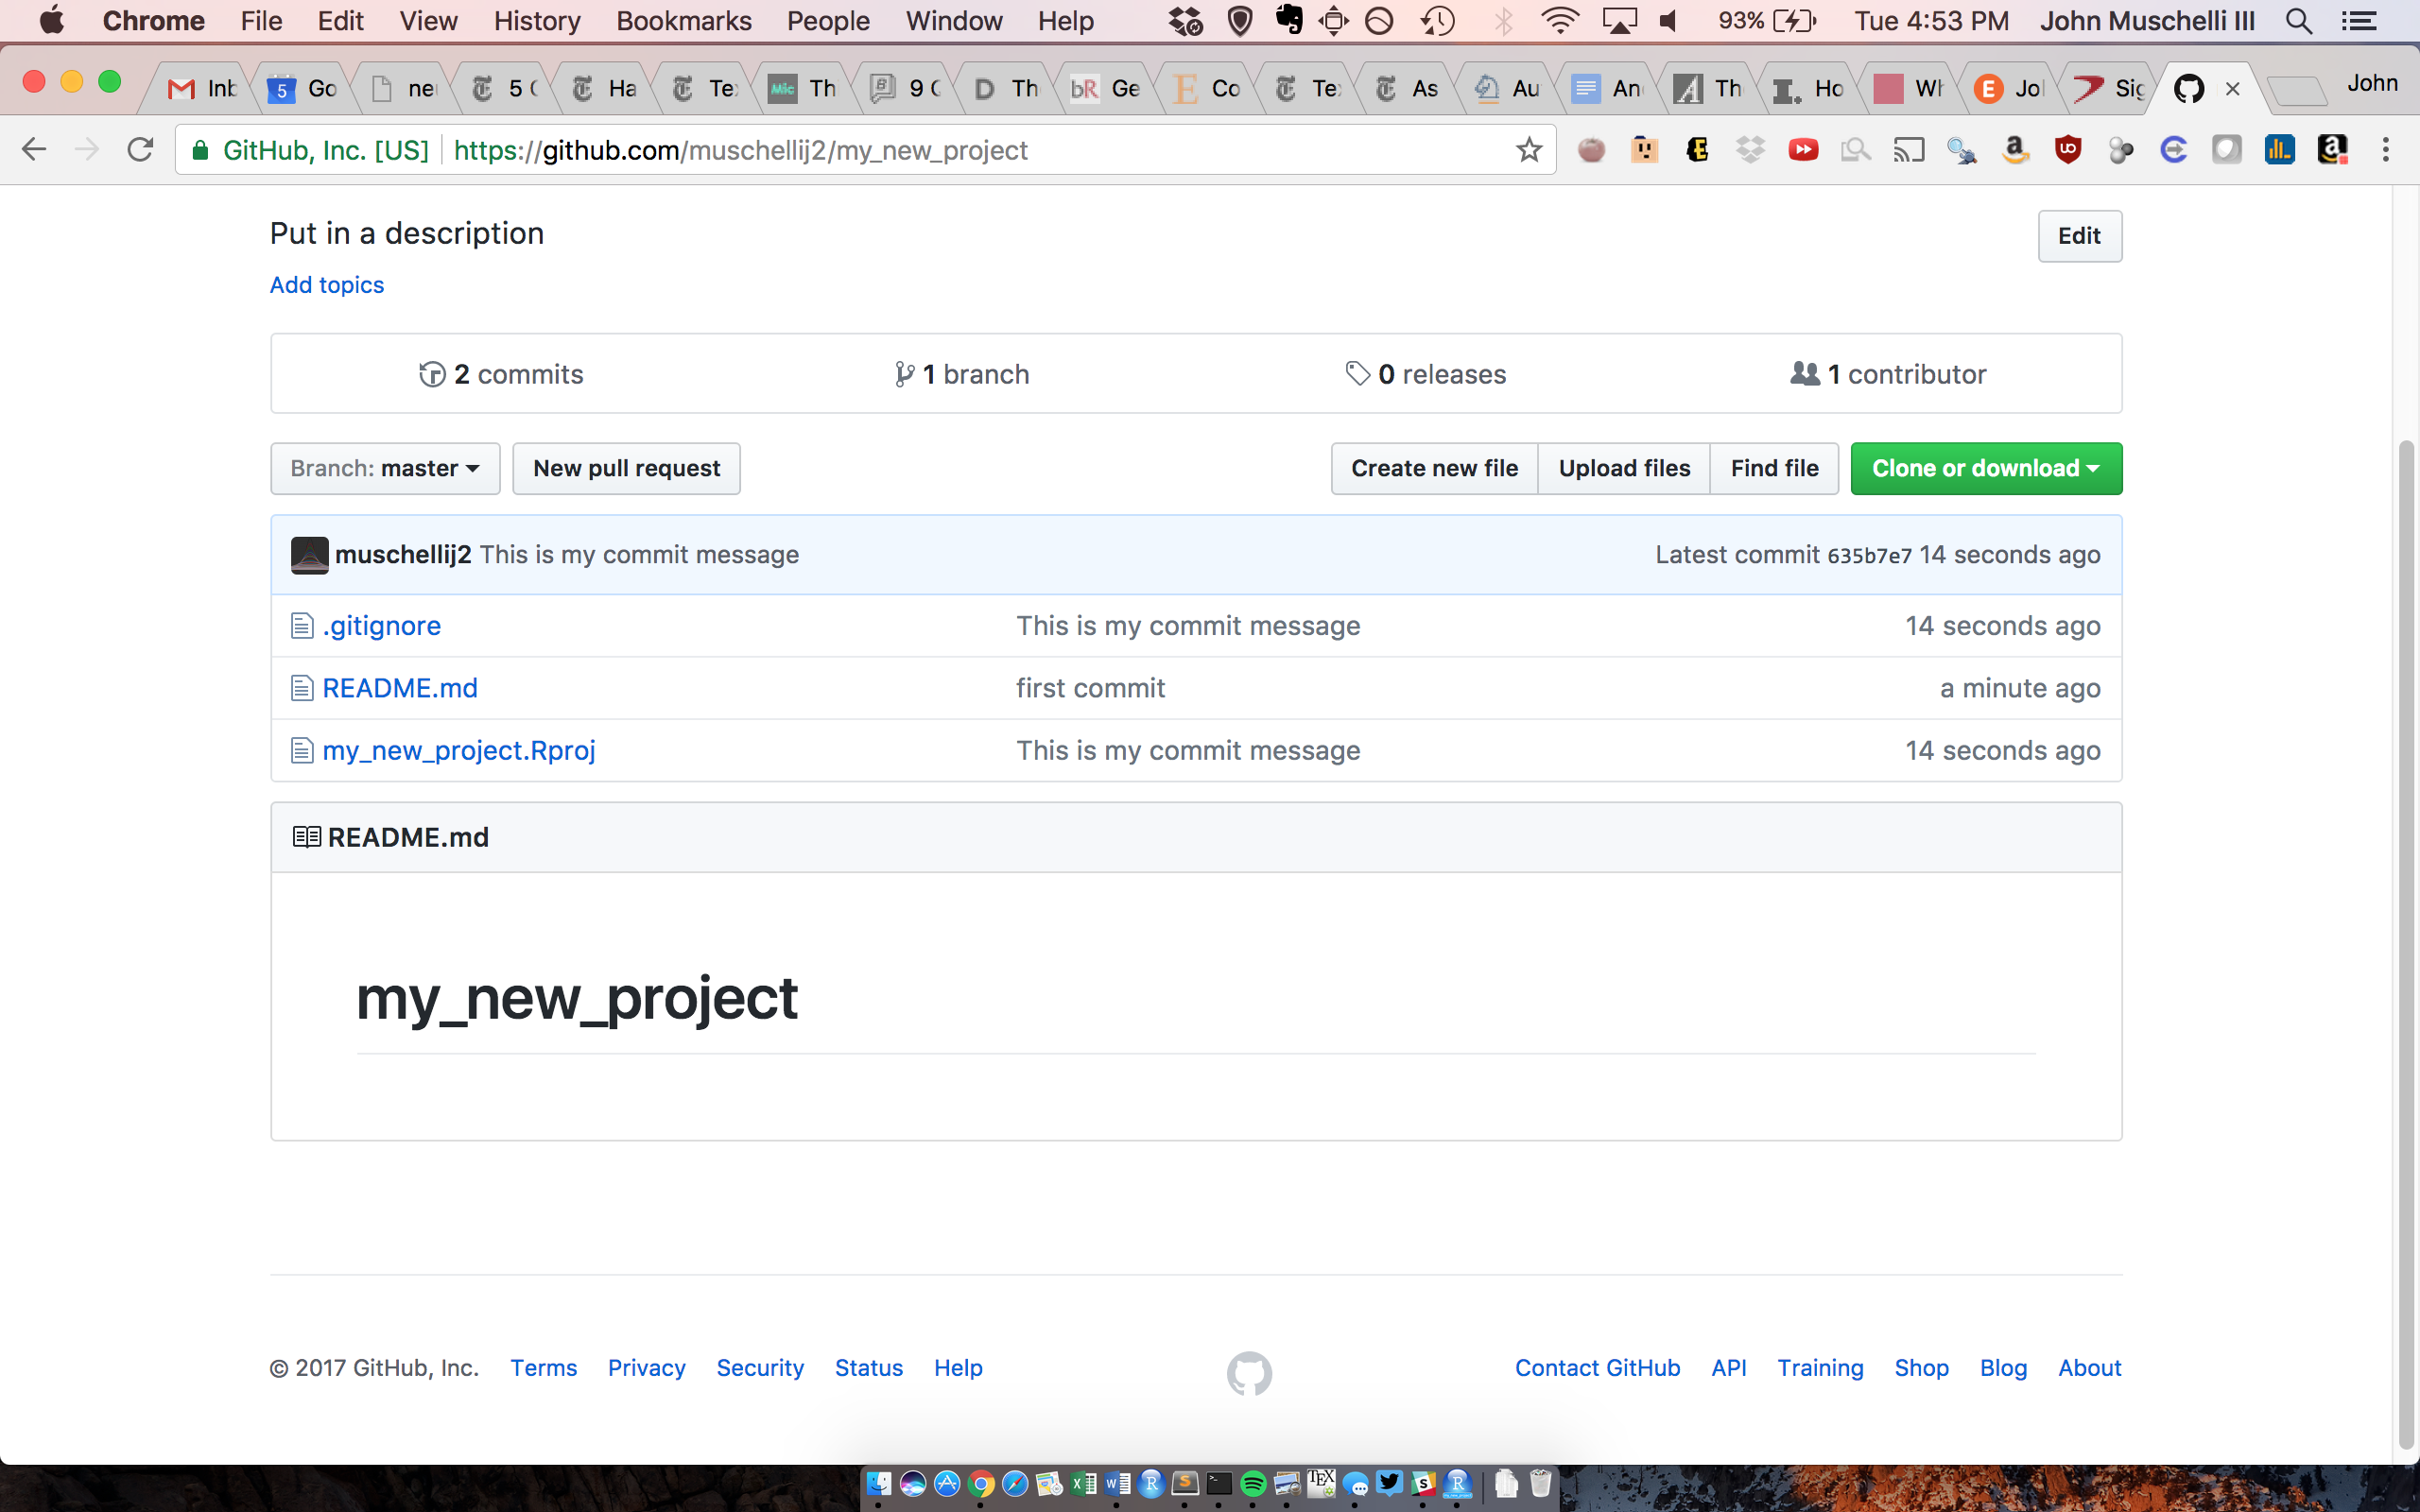 Chrome File Edit View History Bookmarks People Window Help 93% Tue 4:53 PM John Muschelli III
Inb 5 Go ne 5 Ha Te Mic Th 9 Th bR Ge E Co Te As Au An Th Ho Wh E Jol Sig John
GitHub, Inc. [US] https://github.com/muschellij2/my_new_project
Put in a description Edit
Add topics
2 commits 1 branch 0 releases 1 contributor
Branch: master New pull request Create new file Upload files Find file Clone or download
muschellij2 This is my commit message Latest commit 635b7e7 14 seconds ago
.gitignore This is my commit message 14 seconds ago
README.md first commit a minute ago
my_new_project.Rproj This is my commit message 14 seconds ago
README.md
my_new_project
© 2017 GitHub, Inc. Terms Privacy Security Status Help Contact GitHub API Training Shop Blog About